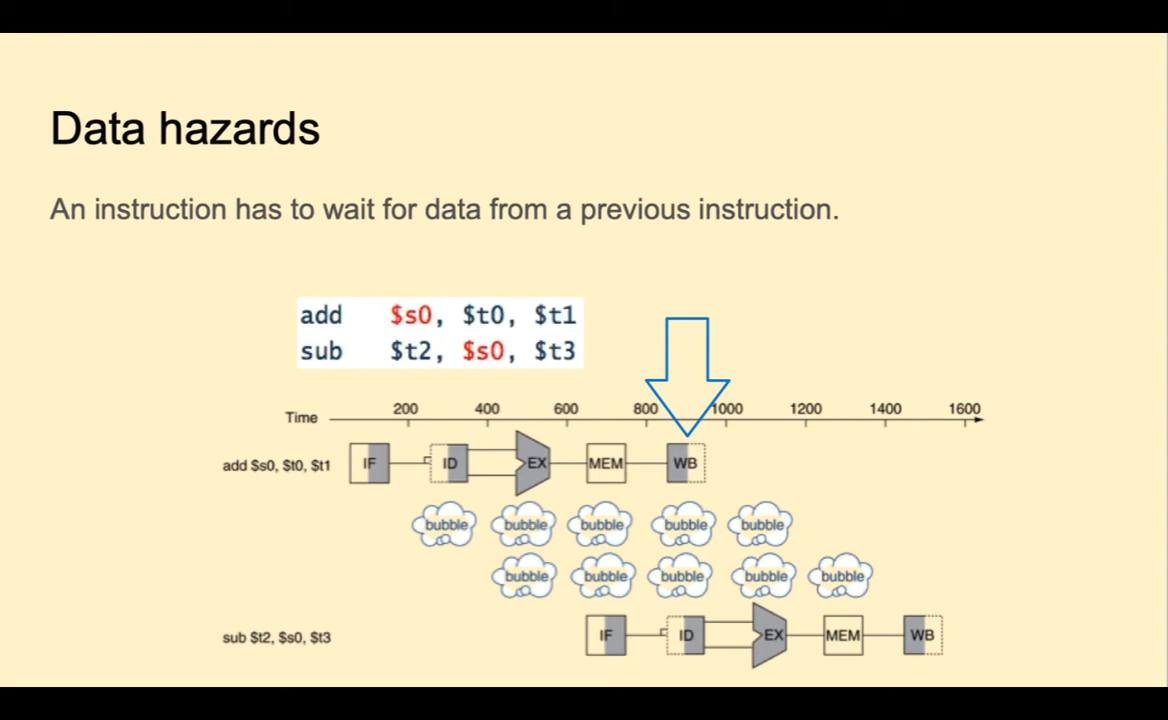 Data hazards
An instruction has to wait for data from a previous instruction.
add $s0, $t0, $t1
sub $t2, $s0, $t3
Time 200 400 600 800 1000 1200 1400 1600
add $s0, $t0, $t1 IF ID EX MEM WB
bubble bubble bubble bubble bubble
bubble bubble bubble bubble bubble
sub $t2, $s0, $t3 IF ID EX MEM WB